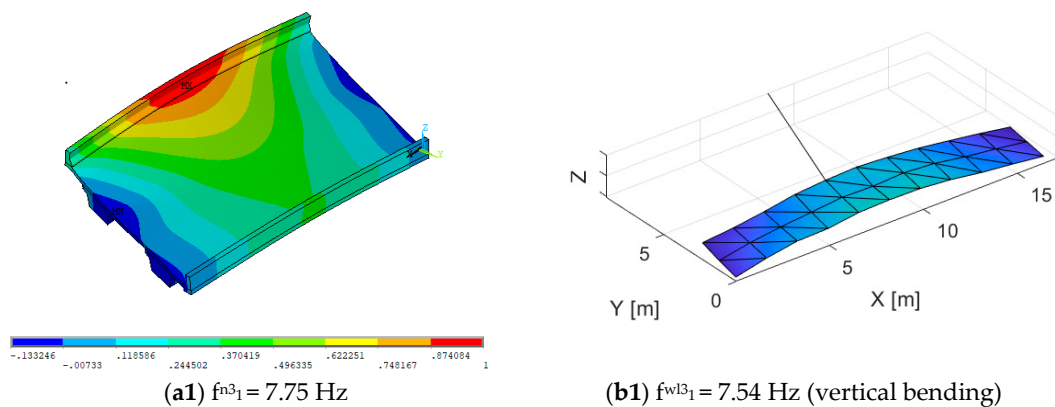 MX
Z
X
Y
MN
-.133246 .118586 .370419 .622251 .874084
-.00733 .244502 .496335 .748167 1
(a1) fⁿ³₁ = 7.75 Hz
Z
5
0
Y [m]
5
10
15
X [m]
(b1) fʷˡ³₁ = 7.54 Hz (vertical bending)